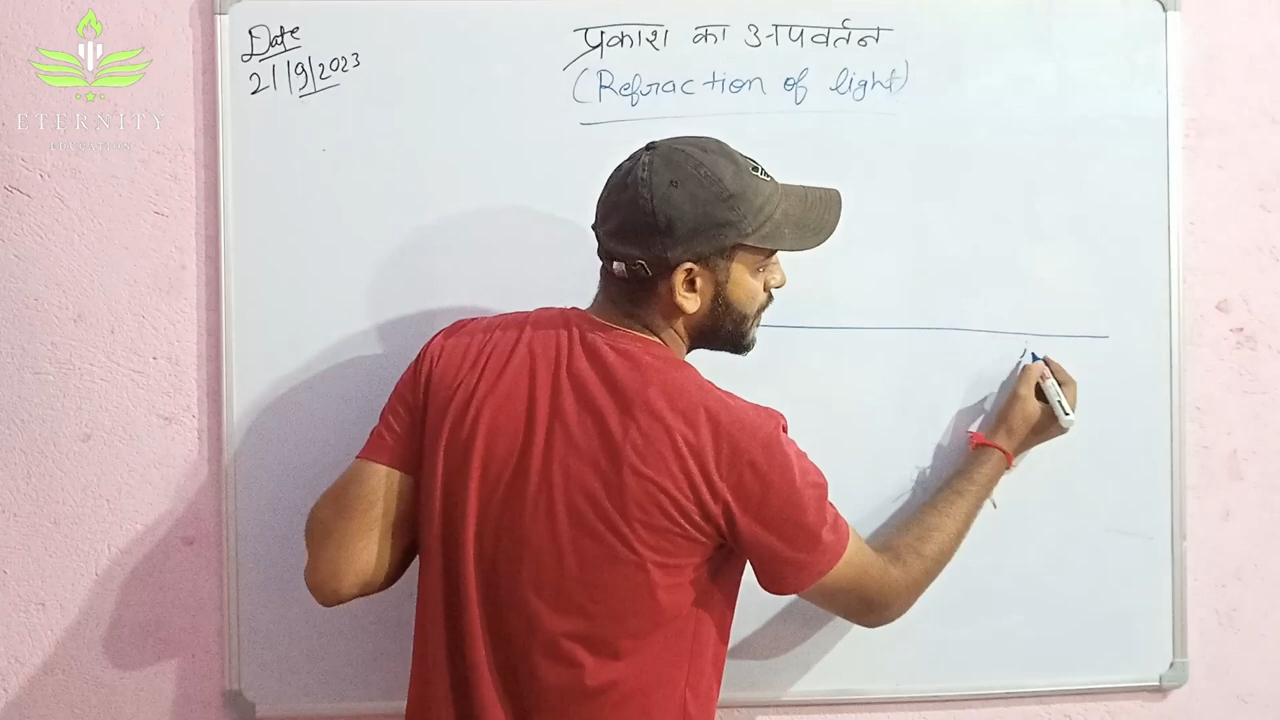 ETERNITY
EDUCATION
Date
21/9/2023
प्रकाश का अपवर्तन
(Refraction of light)